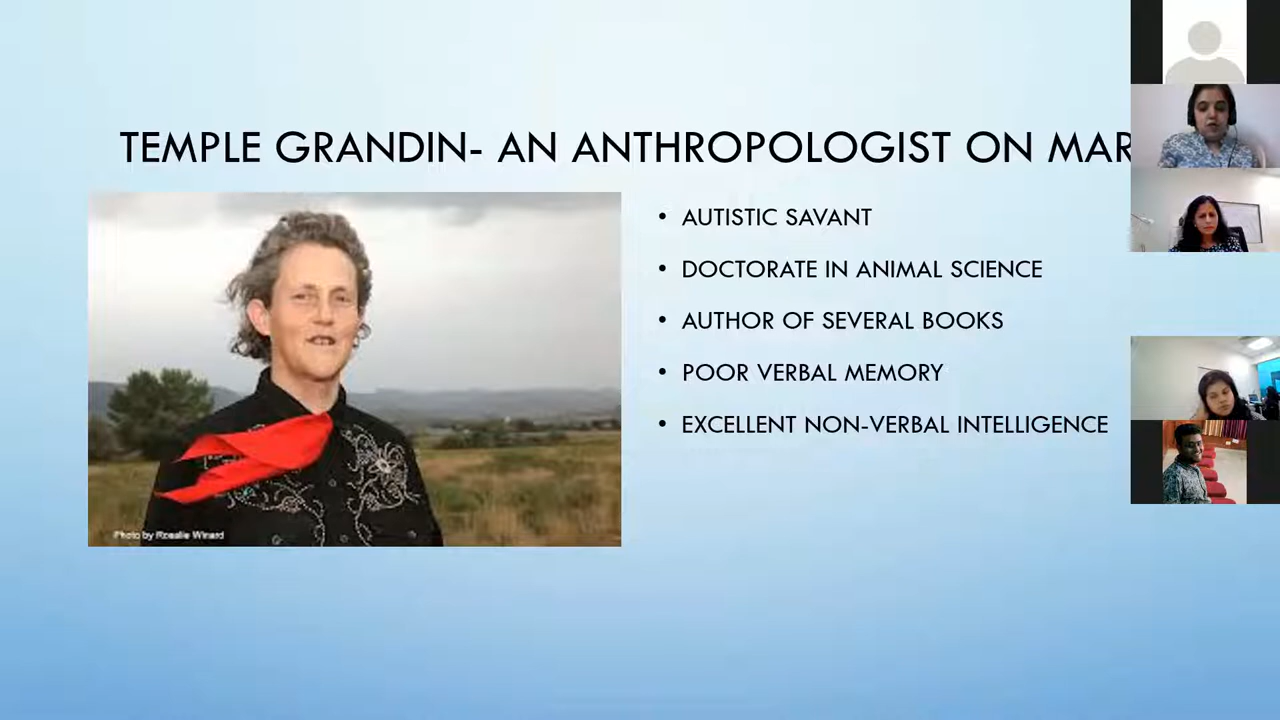 TEMPLE GRANDIN- AN ANTHROPOLOGIST ON MAR
• AUTISTIC SAVANT
• DOCTORATE IN ANIMAL SCIENCE
• AUTHOR OF SEVERAL BOOKS
• POOR VERBAL MEMORY
• EXCELLENT NON-VERBAL INTELLIGENCE
Photo by Rosalie Winard